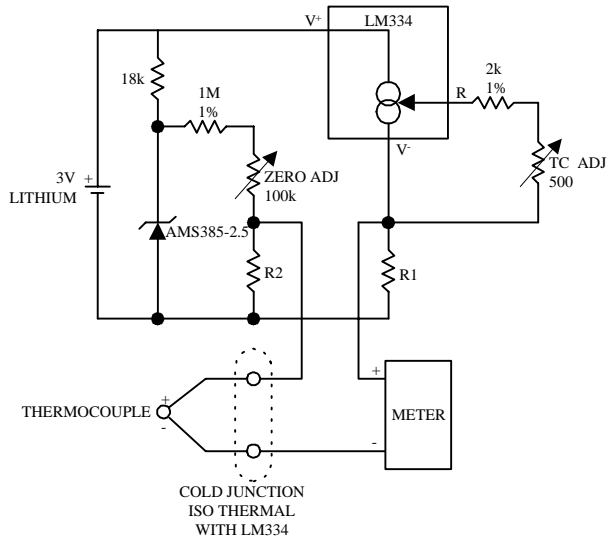 V+
LM334
18k
1M
1%
R
2k
1%
V-
3V
LITHIUM
+
ZERO ADJ
100k
TC ADJ
500
AMS385-2.5
R2
R1
+
THERMOCOUPLE
-
+
METER
-
COLD JUNCTION
ISO THERMAL
WITH LM334